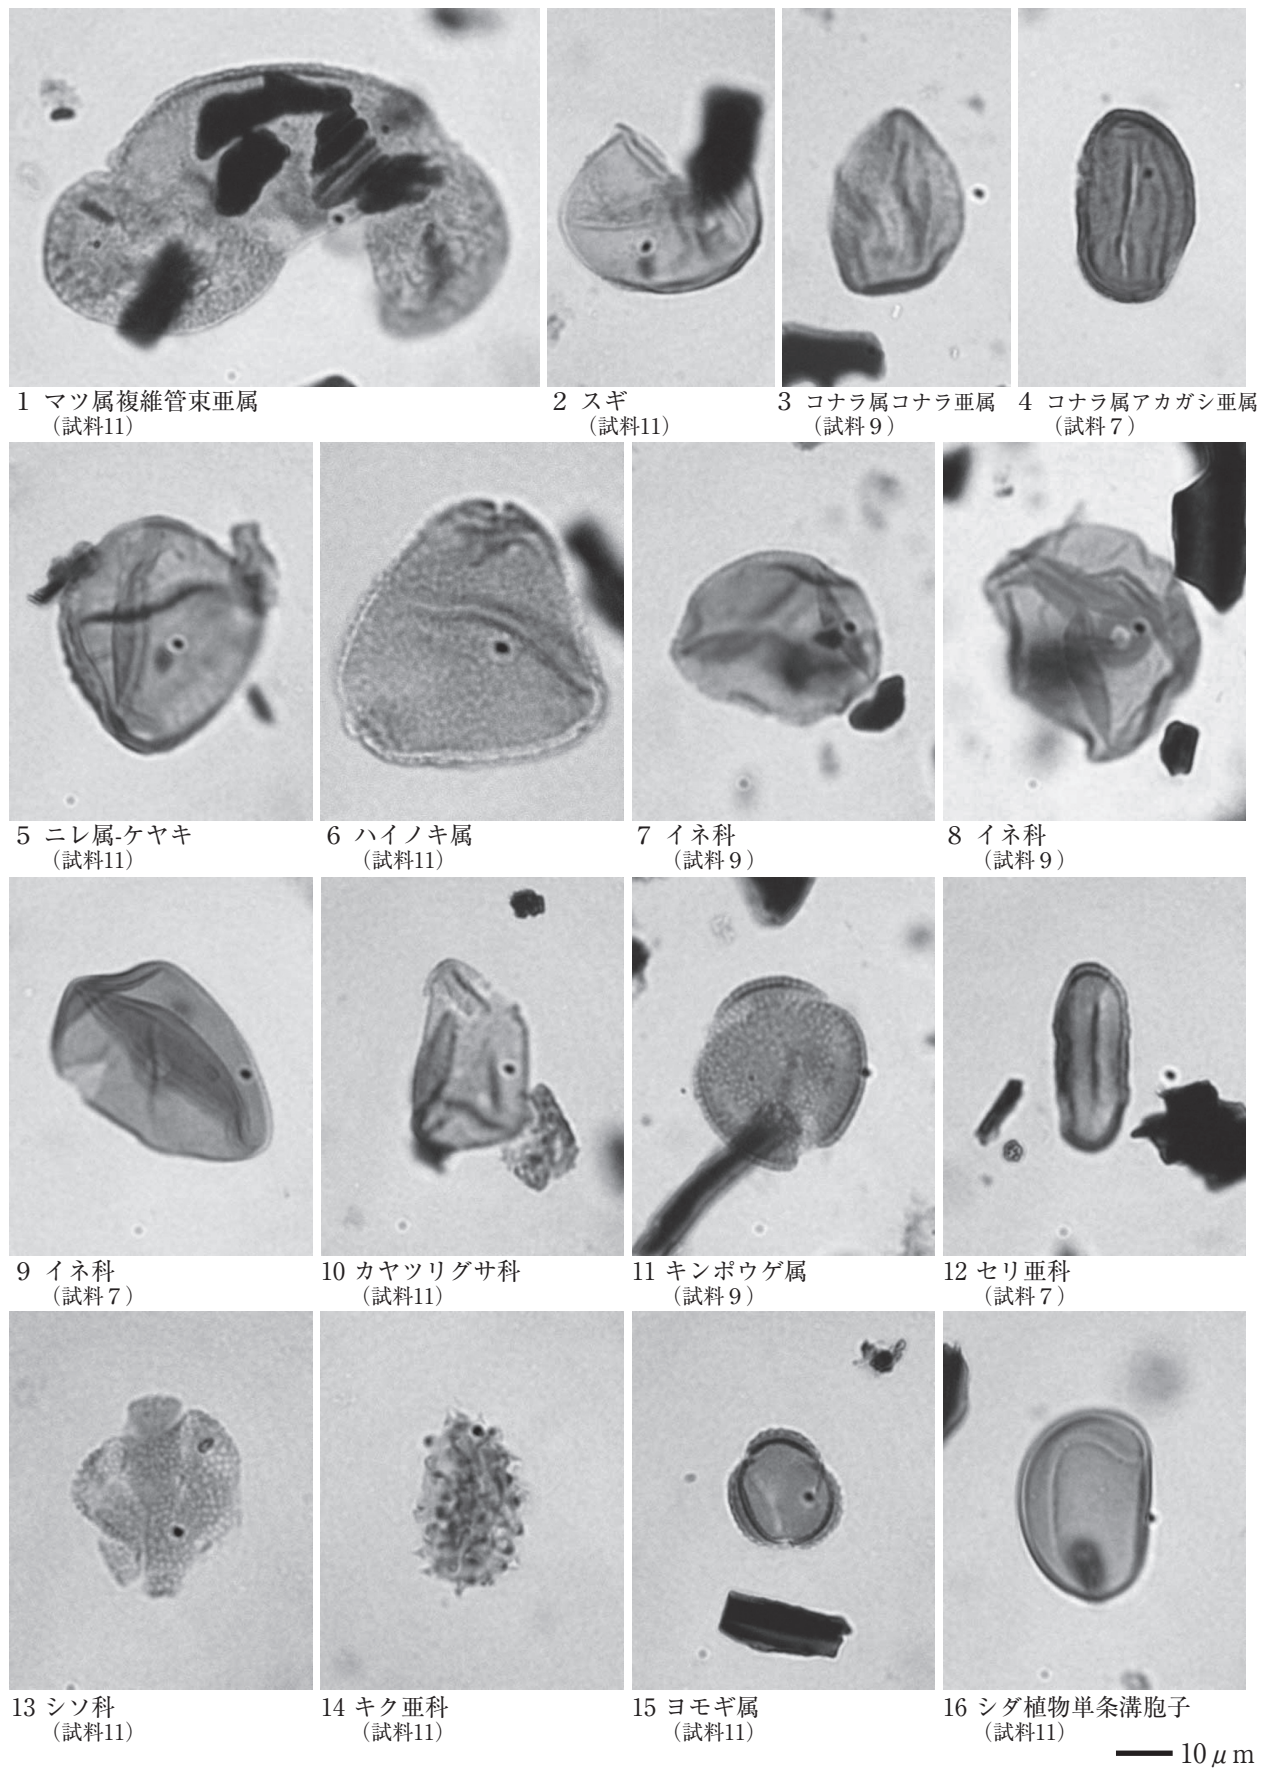 1 マツ属複維管束亜属
（試料11）
2 スギ
（試料11）
3 コナラ属コナラ亜属
（試料９）
4 コナラ属アカガシ亜属
（試料７）
5 ニレ属-ケヤキ
（試料11）
6 ハイノキ属
（試料11）
7 イネ科
（試料９）
8 イネ科
（試料９）
9 イネ科
（試料７）
10 カヤツリグサ科
（試料11）
11 キンポウゲ属
（試料９）
12 セリ亜科
（試料７）
13 シソ科
（試料11）
14 キク亜科
（試料11）
15 ヨモギ属
（試料11）
16 シダ植物単条溝胞子
（試料11）
10μm